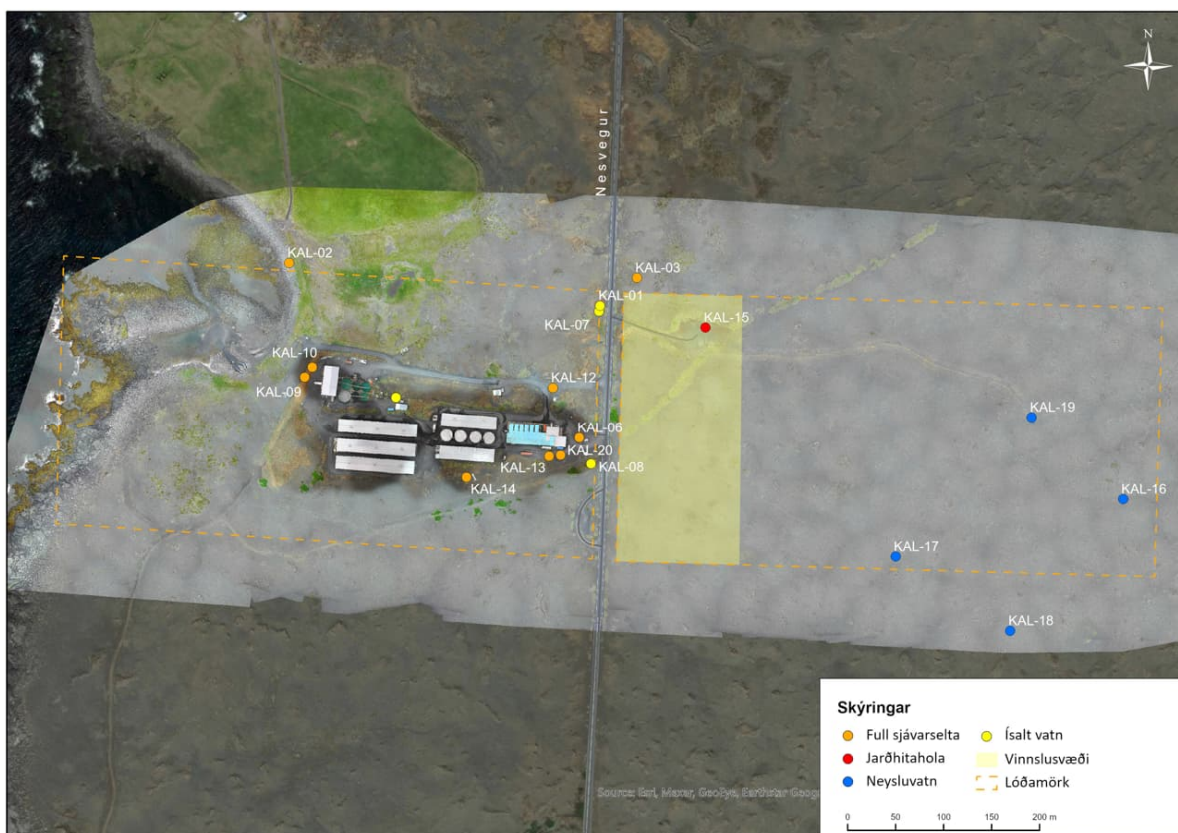 N
Nesvegur
KAL-02
KAL-03
KAL-01
KAL-07
KAL-15
KAL-10
KAL-09
KAL-12
KAL-19
KAL-06
KAL-20
KAL-13
KAL-08
KAL-14
KAL-16
KAL-17
KAL-18
Skýringar
Full sjávarselta
Ísalt vatn
Jarðhitahola
Vinnslusvæði
Neysluvatn
Lóðamörk
Source: Esri, Maxar, GeoEye, Earthstar Geog
0 50 100 150 200 m